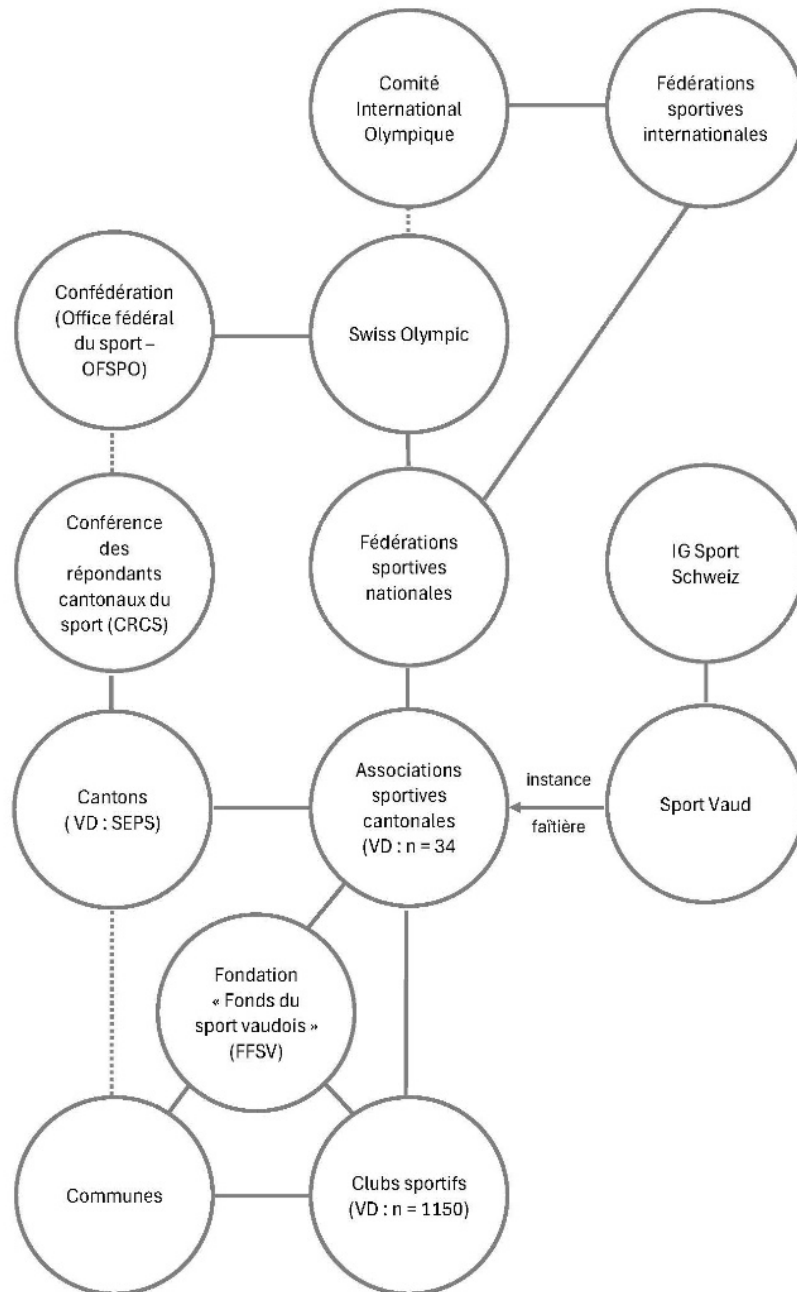 Comité
International
Olympique
Fédérations
sportives
internationales
Confédération
(Office fédéral
du sport –
OFSPO)
Swiss Olympic
Conférence
des
répondants
cantonaux du
sport (CRCS)
Fédérations
sportives
nationales
IG Sport
Schweiz
Cantons
( VD : SEPS)
Associations
sportives
cantonales
(VD : n = 34
instance
faîtière
Sport Vaud
Fondation
« Fonds du
sport vaudois »
(FFSV)
Communes
Clubs sportifs
(VD : n = 1150)